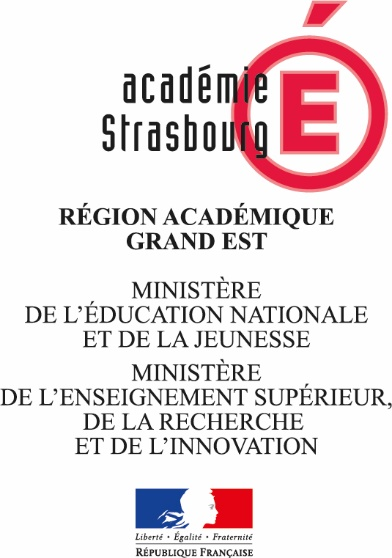 académie
Strasbourg
É
RÉGION ACADÉMIQUE
GRAND EST
MINISTÈRE
DE L’ÉDUCATION NATIONALE
ET DE LA JEUNESSE
MINISTÈRE
DE L’ENSEIGNEMENT SUPÉRIEUR,
DE LA RECHERCHE
ET DE L’INNOVATION
Liberté • Égalité • Fraternité
RÉPUBLIQUE FRANÇAISE